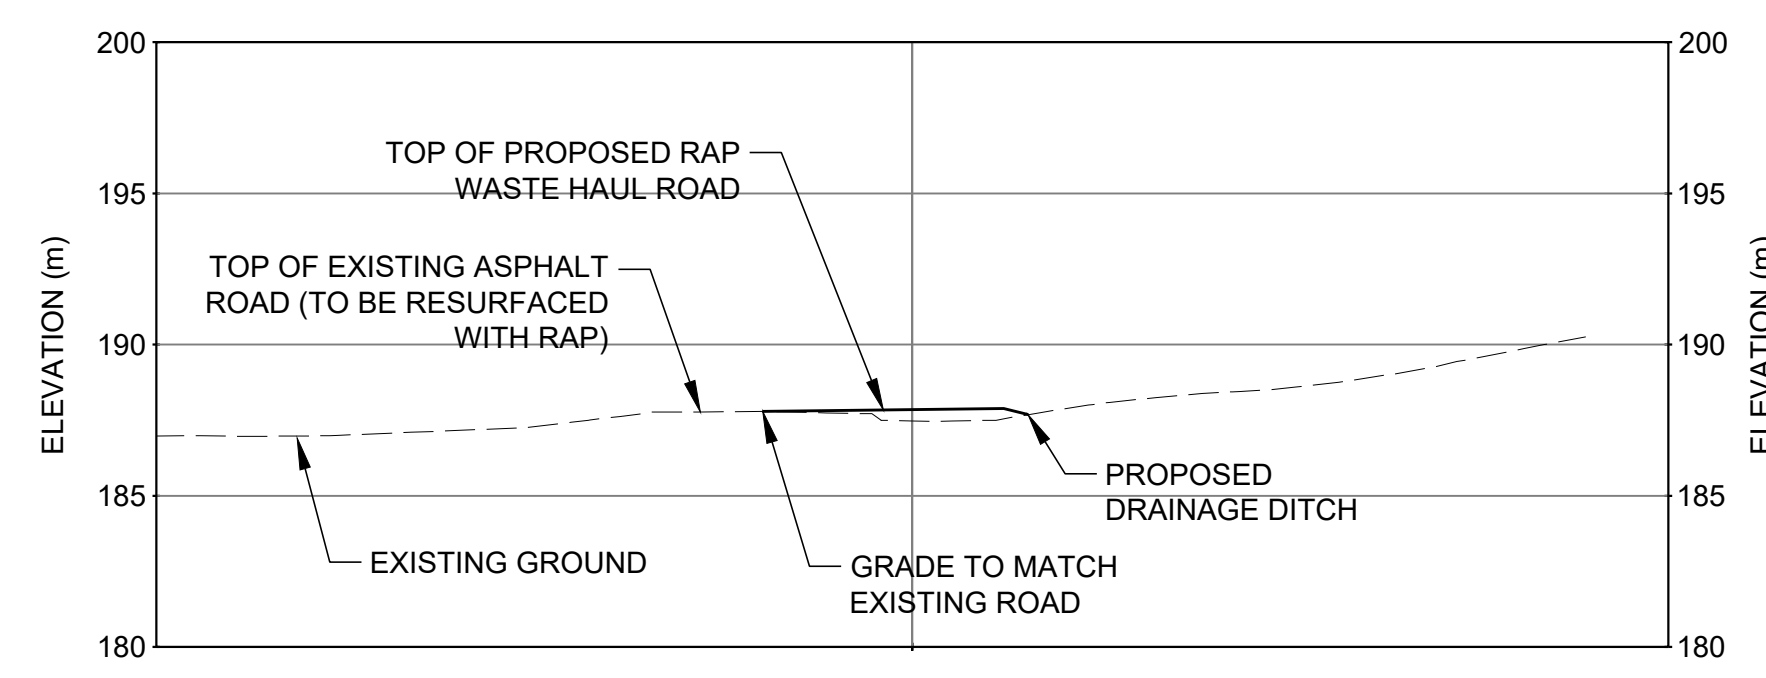 200
200
TOP OF PROPOSED RAP
WASTE HAUL ROAD
195
195
TOP OF EXISTING ASPHALT
ROAD (TO BE RESURFACED
WITH RAP)
190
190
ELEVATION (m)
ELEVATION (m)
PROPOSED
DRAINAGE DITCH
185
185
EXISTING GROUND
GRADE TO MATCH
EXISTING ROAD
180
180